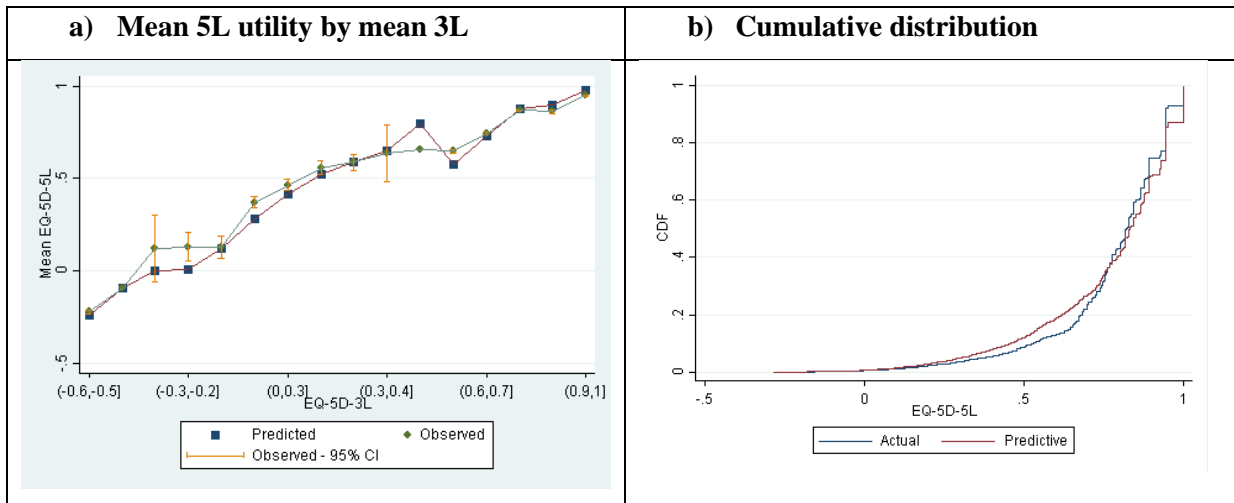 a) Mean 5L utility by mean 3L
Mean EQ-5D-5L
1
.5
0
-.5
(-0.6,-0.5]
(-0.3,-0.2]
(0,0.3]
(0.3,0.4]
(0.6,0.7]
(0.9,1]
EQ-5D-3L
Predicted
Observed
Observed - 95% CI
b) Cumulative distribution
CDF
1
.8
.6
.4
.2
0
-.5
0
.5
1
EQ-5D-5L
Actual
Predictive